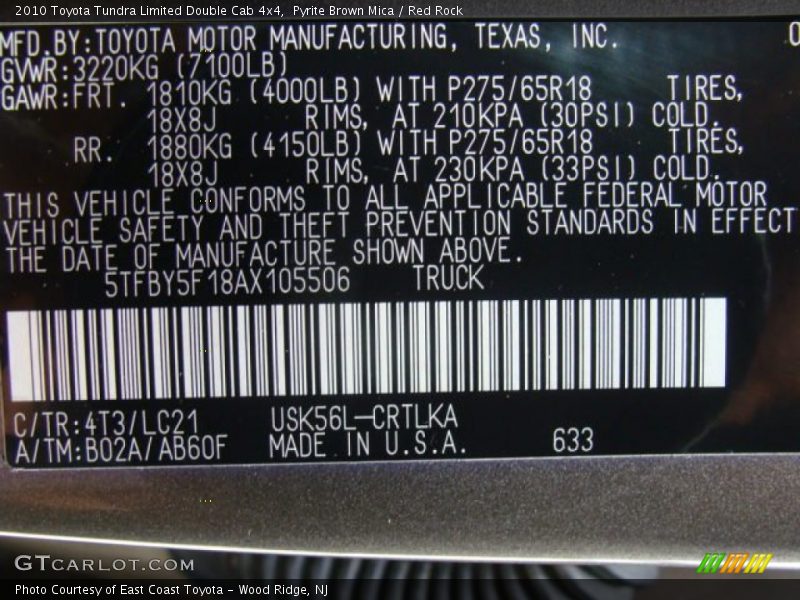 2010 Toyota Tundra Limited Double Cab 4x4,  Pyrite Brown Mica / Red Rock
MFD.BY:TOYOTA MOTOR MANUFACTURING, TEXAS, INC.
GVWR:3220KG (7100LB)
GAWR:FRT. 1810KG (4000LB) WITH P275/65R18 TIRES,
18X8J RIMS, AT 210KPA (30PSI) COLD.
RR. 1880KG (4150LB) WITH P275/65R18 TIRES,
18X8J RIMS, AT 230KPA (33PSI) COLD.
THIS VEHICLE CONFORMS TO ALL APPLICABLE FEDERAL MOTOR
VEHICLE SAFETY AND THEFT PREVENTION STANDARDS IN EFFECT
THE DATE OF MANUFACTURE SHOWN ABOVE.
5TFBY5F18AX105506 TRUCK
C/TR:4T3/LC21 USK56L-CRTLKA
A/TM:B02A/AB60F MADE IN U.S.A. 633
GTCARLOT.COM
Photo Courtesy of East Coast Toyota – Wood Ridge, NJ